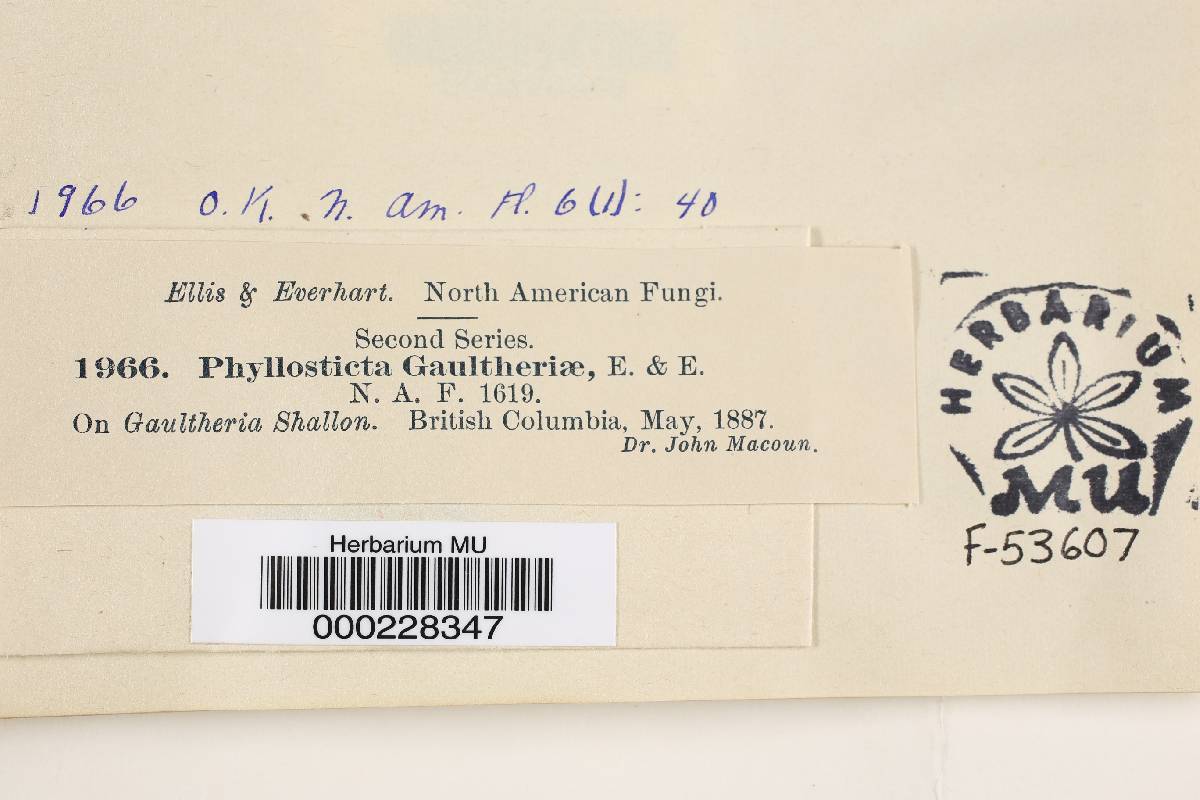 1966 O.K. N. Am. Fl. 6(1): 40
Ellis & Everhart. North American Fungi.
Second Series.
1966. Phyllosticta Gaultheriæ, E. & E.
N. A. F. 1619.
On Gaultheria Shallon. British Columbia, May, 1887.
Dr. John Macoun.
HERBARIUM
MU
F-53607
Herbarium MU
000228347